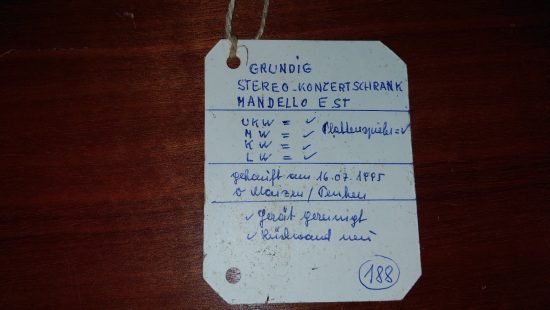 GRUNDIG
STEREO-KONZERTSCHRANK
MANDELLO E ST
UKW = ✓
MW = ✓ Plattenspieler = ✓
KW = ✓
LW = ✓
gekauft am 16.07.1995
v
✓ Gerät gereinigt
✓ Rückwand neu
188